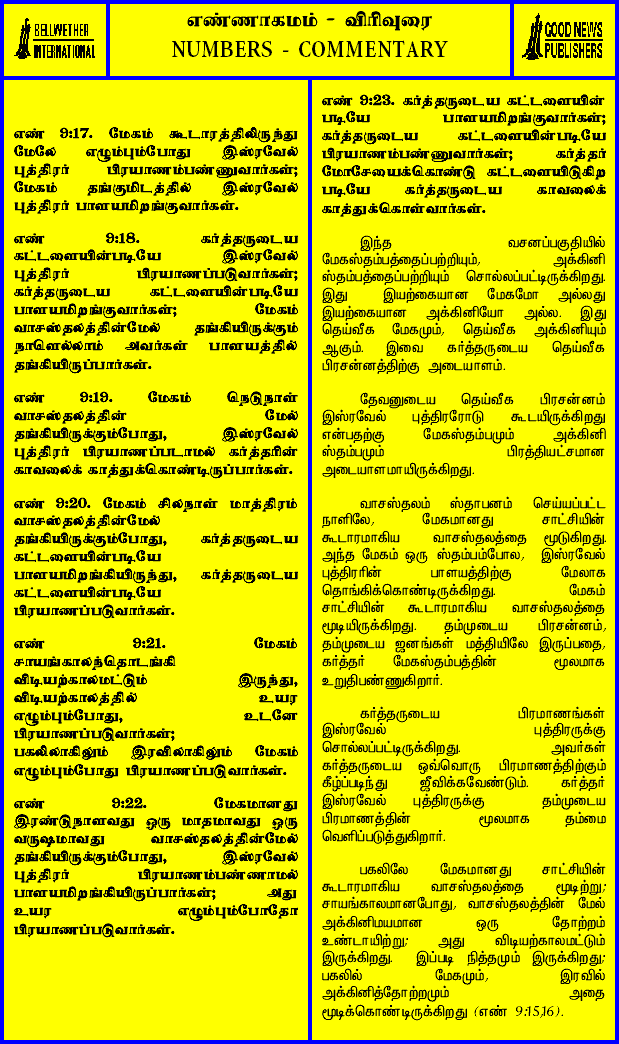 BELLWETHER
INTERNATIONAL
எண்ணாகமம் - விரிவுரை
NUMBERS - COMMENTARY
GOOD NEWS
PUBLISHERS
எண் 9:17. மேகம் கூடாரத்திலிருந்து
மேலே எழும்பும்போது இஸ்ரவேல்
புத்திரர் பிரயாணம்பண்ணுவார்கள்;
மேகம் தங்குமிடத்தில் இஸ்ரவேல்
புத்திரர் பாளயமிறங்குவார்கள்.
எண் 9:18. கர்த்தருடைய
கட்டளையின்படியே இஸ்ரவேல்
புத்திரர் பிரயாணப்படுவார்கள்;
கர்த்தருடைய கட்டளையின்படியே
பாளயமிறங்குவார்கள்; மேகம்
வாசஸ்தலத்தின்மேல் தங்கியிருக்கும்
நாளெல்லாம் அவர்கள் பாளயத்தில்
தங்கியிருப்பார்கள்.
எண் 9:19. மேகம் நெடுநாள்
வாசஸ்தலத்தின் மேல்
தங்கியிருக்கும்போது, இஸ்ரவேல்
புத்திரர் பிரயாணப்படாமல் கர்த்தரின்
காவலைக் காத்துக்கொண்டிருப்பார்கள்.
எண் 9:20. மேகம் சிலநாள் மாத்திரம்
வாசஸ்தலத்தின்மேல்
தங்கியிருக்கும்போது, கர்த்தருடைய
கட்டளையின்படியே
பாளயமிறங்கியிருந்து, கர்த்தருடைய
கட்டளையின்படியே
பிரயாணப்படுவார்கள்.
எண் 9:21. மேகம்
சாயங்காலந்தொடங்கி
விடியற்காலமட்டும் இருந்து,
விடியற்காலத்தில் உயர
எழும்பும்போது, உடனே
பிரயாணப்படுவார்கள்;
பகலிலாகிலும் இரவிலாகிலும் மேகம்
எழும்பும்போது பிரயாணப்படுவார்கள்.
எண் 9:22. மேகமானது
இரண்டுநாளாவது ஒரு மாதமாவது ஒரு
வருஷமாவது வாசஸ்தலத்தின்மேல்
தங்கியிருக்கும்போது, இஸ்ரவேல்
புத்திரர் பிரயாணம்பண்ணாமல்
பாளயமிறங்கியிருப்பார்கள்; அது
உயர எழும்பும்போதோ
பிரயாணப்படுவார்கள்.
எண் 9:23. கர்த்தருடைய கட்டளையின்
படியே பாளயமிறங்குவார்கள்;
கர்த்தருடைய கட்டளையின்படியே
பிரயாணம்பண்ணுவார்கள்; கர்த்தர்
மோசேயைக்கொண்டு கட்டளையிடுகிற
படியே கர்த்தருடைய காவலைக்
காத்துக்கொள்வார்கள்.
இந்த வசனப்பகுதியில்
மேகஸ்தம்பத்தைப்பற்றியும், அக்கினி
ஸ்தம்பத்தைப்பற்றியும் சொல்லப்பட்டிருக்கிறது.
இது இயற்கையான மேகமோ அல்லது
இயற்கையான அக்கினியோ அல்ல. இது
தெய்வீக மேகமும், தெய்வீக அக்கினியும்
ஆகும். இவை கர்த்தருடைய தெய்வீக
பிரசன்னத்திற்கு அடையாளம்.
தேவனுடைய தெய்வீக பிரசன்னம்
இஸ்ரவேல் புத்திரரோடு கூடயிருக்கிறது
என்பதற்கு மேகஸ்தம்பமும் அக்கினி
ஸ்தம்பமும் பிரத்தியட்சமான
அடையாளமாயிருக்கிறது.
வாசஸ்தலம் ஸ்தாபனம் செய்யப்பட்ட
நாளிலே, மேகமானது சாட்சியின்
கூடாரமாகிய வாசஸ்தலத்தை மூடுகிறது.
அந்த மேகம் ஒரு ஸ்தம்பம்போல, இஸ்ரவேல்
புத்திரரின் பாளயத்திற்கு மேலாக
தொங்கிக்கொண்டிருக்கிறது. மேகம்
சாட்சியின் கூடாரமாகிய வாசஸ்தலத்தை
மூடியிருக்கிறது. தம்முடைய பிரசன்னம்,
தம்முடைய ஜனங்கள் மத்தியிலே இருப்பதை,
கர்த்தர் மேகஸ்தம்பத்தின் மூலமாக
உறுதிபண்ணுகிறார்.
கர்த்தருடைய பிரமாணங்கள்
இஸ்ரவேல் புத்திரருக்கு
சொல்லப்பட்டிருக்கிறது. அவர்கள்
கர்த்தருடைய ஒவ்வொரு பிரமாணத்திற்கும்
கீழ்ப்படிந்து ஜீவிக்கவேண்டும். கர்த்தர்
இஸ்ரவேல் புத்திரருக்கு தம்முடைய
பிரமாணத்தின் மூலமாக தம்மை
வெளிப்படுத்துகிறார்.
பகலிலே மேகமானது சாட்சியின்
கூடாரமாகிய வாசஸ்தலத்தை மூடிற்று;
சாயங்காலமானபோது, வாசஸ்தலத்தின் மேல்
அக்கினிமயமான ஒரு தோற்றம்
உண்டாயிற்று; அது விடியற்காலமட்டும்
இருக்கிறது. இப்படி நித்தமும் இருக்கிறது;
பகலில் மேகமும், இரவில்
அக்கினித்தோற்றமும் அதை
மூடிக்கொண்டிருக்கிறது (எண் 9:15,16).